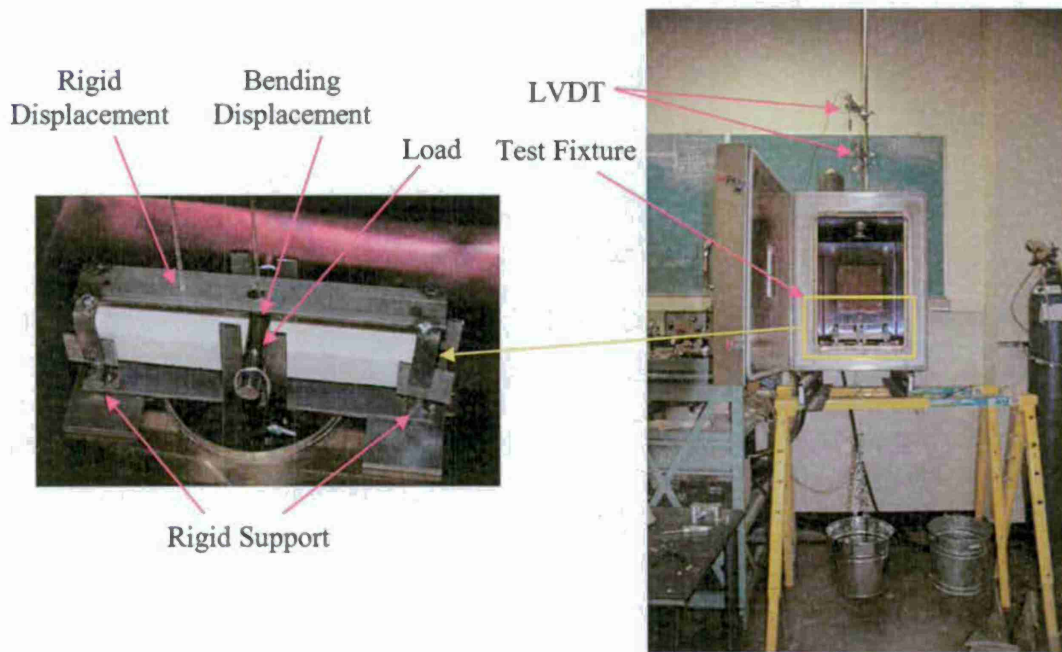 Rigid
Displacement
Bending
Displacement
Load
Rigid Support
LVDT
Test Fixture